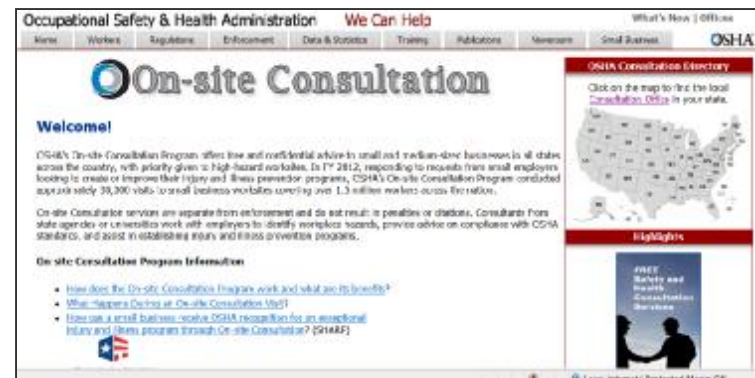 Occupational Safety & Health Administration We Can Help
What's New | Offices
Home Workers Regulations Enforcement Data & Statistics Training Publications Newsroom Small Business OSHA
On-site Consultation
Welcome!
OSHA's On-site Consultation Program offers free and confidential advice to small and medium-sized businesses in all states
across the country, with priority given to high-hazard worksites. In FY 2012, responding to requests from small employers
looking to create or improve their injury and illness prevention programs, OSHA's On-site Consultation Program conducted
approximately 30,000 visits to small business worksites covering over 1.5 million workers across the nation.
On-site Consultation services are separate from enforcement and do not result in penalties or citations. Consultants from
state agencies or universities work with employers to identify workplace hazards, provide advice on compliance with OSHA
standards, and assist in establishing injury and illness prevention programs.
On-site Consultation Program Information
How does the On-site Consultation Program work and what are its benefits?
What Happens During an On-site Consultation Visit?
How can a small business receive OSHA recognition for an exceptional
injury and illness program through On-site Consultation? (SHARP)
OSHA Consultation Directory
Click on the map to find the local
Consultation Office in your state.
Highlights
FREE
Safety and
Health
Consultation
Services